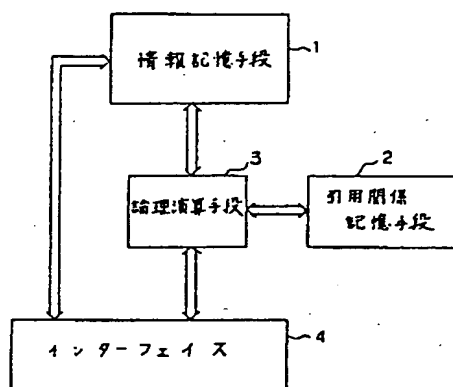 1
情報記憶手段
3
論理演算手段
2
引用関係
記憶手段
インターフェイス
4